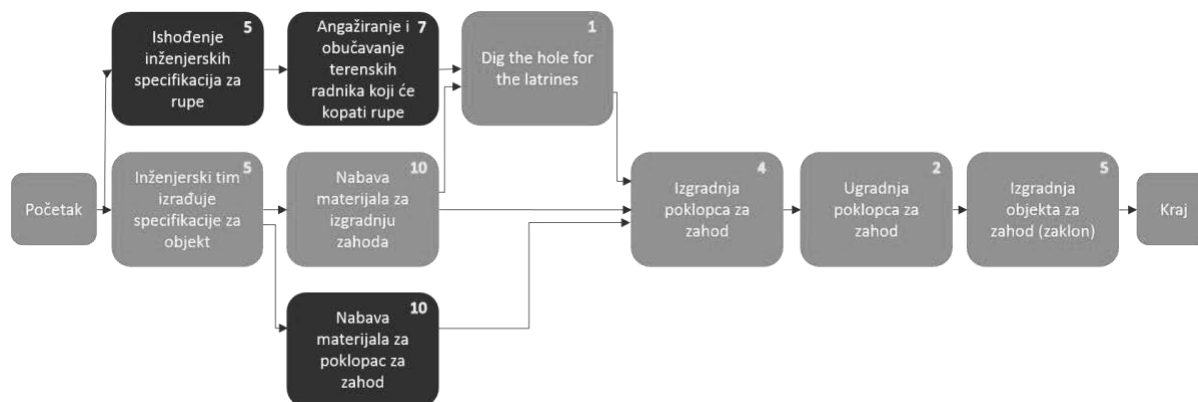 5
Ishođenje
inženjerskih
specifikacija za
rupe
7
Angažiranje i
obučavanje
terenskih
radnika koji će
kopati rupe
1
Dig the hole for
the latrines
Početak
5
Inženjerski tim
izrađuje
specifikacije za
objekt
10
Nabava
materijala za
izgradnju
zahoda
4
Izgradnja
poklopca za
zahod
2
Ugradnja
poklopca za
zahod
5
Izgradnja
objekta za
zahod (zaklon)
Kraj
10
Nabava
materijala za
poklopac za
zahod